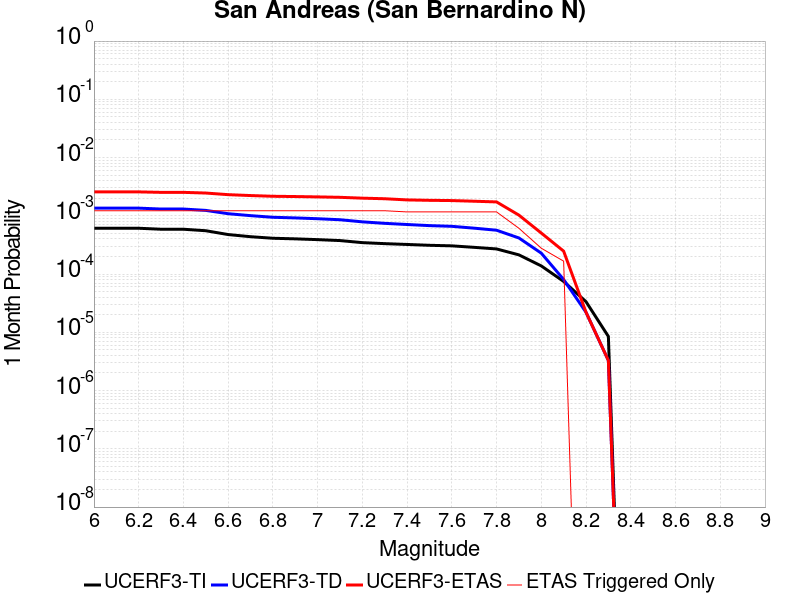 San Andreas (San Bernardino N)
10^0
10^-1
10^-2
10^-3
10^-4
10^-5
10^-6
10^-7
10^-8
1 Month Probability
6 6.2 6.4 6.6 6.8 7 7.2 7.4 7.6 7.8 8 8.2 8.4 8.6 8.8 9
Magnitude
UCERF3-TI UCERF3-TD UCERF3-ETAS ETAS Triggered Only